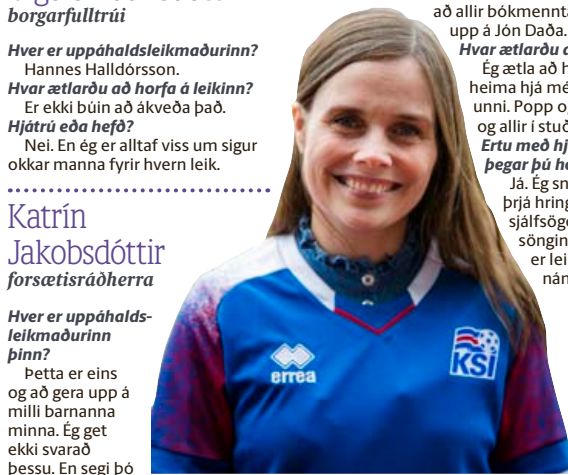 borgarfulltrúi
Hver er uppáhaldsleikmaðurinn?
Hannes Halldórsson.
Hvar ætlarðu að horfa á leikinn?
Er ekki búin að ákveða það.
Hjátrú eða hefð?
Nei. En ég er alltaf viss um sigur
okkar manna fyrir hvern leik.
Katrín
Jakobsdóttir
forsætisráðherra
Hver er uppáhalds-
leikmaðurinn
þinn?
Þetta er eins
og að gera upp á
milli barnanna
minna. Ég get
ekki svarað
þessu. En segi þó
að allir bókmennta
upp á Jón Daða.
Hvar ætlarðu a
Ég ætla að h
heima hjá mé
unni. Popp og
og allir í stuð
Ertu með hj
þegar þú ho
Já. Ég sn
þrjá hring
sjálfsöge
söngin
er lei
nán
errea
KSÍ